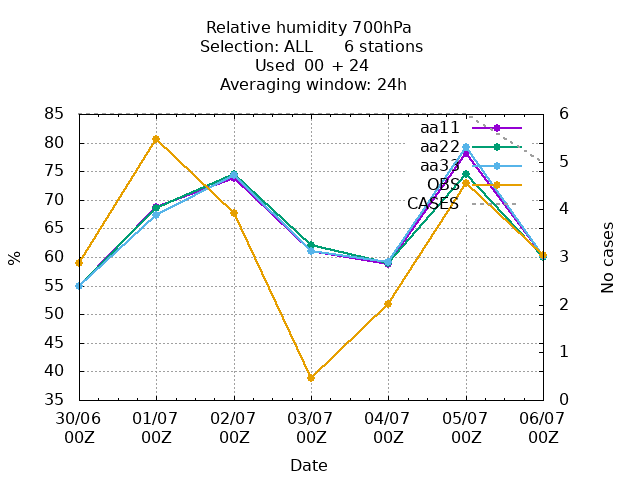 Relative humidity 700hPa
Selection: ALL      6 stations
Used  00  + 24
Averaging window: 24h
85
80
75
70
65
60
55
50
45
40
35
%
6
5
4
3
2
1
0
No cases
aa11
aa22
aa33
OBS
CASES
30/06 01/07 02/07 03/07 04/07 05/07 06/07
00Z 00Z 00Z 00Z 00Z 00Z 00Z
Date